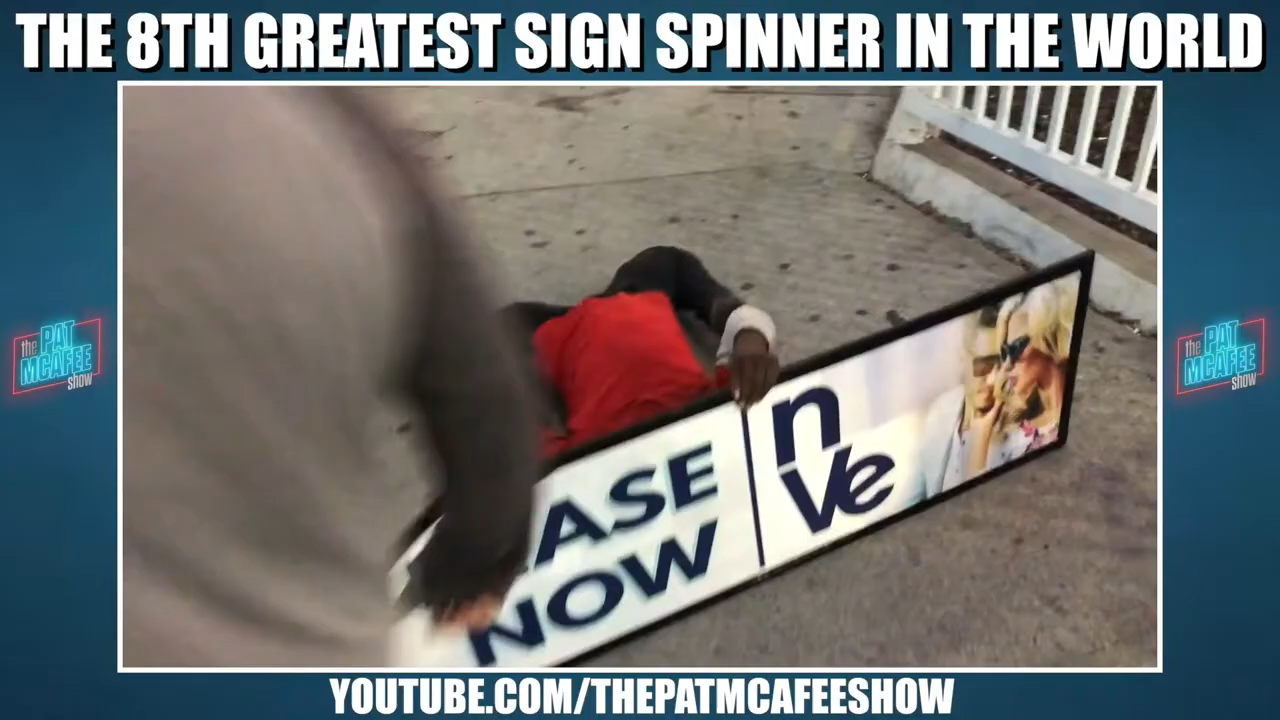 THE 8TH GREATEST SIGN SPINNER IN THE WORLD
the PAT
MCAFEE
show
ASE
NOW
n
Ve
the PAT
MCAFEE
show
YOUTUBE.COM/THEPATMCAFEESHOW